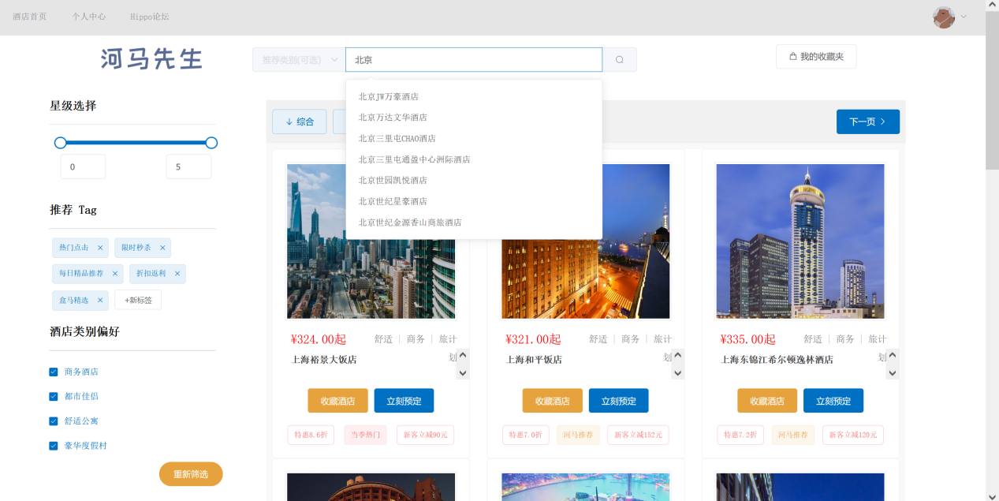 酒店首页 个人中心 Hippo论坛
河马先生
推荐类别(可选) 北京
我的收藏夹
北京JW万豪酒店
北京万达文华酒店
北京三里屯CHAO酒店
北京三里屯通盈中心洲际酒店
北京世园凯悦酒店
北京世纪星豪酒店
北京世纪金源香山商旅酒店
星级选择
0 5
推荐 Tag
热门点击 × 限时秒杀 ×
每日精品推荐 × 折扣返利 ×
盒马精选 × +新标签
酒店类别偏好
商务酒店
都市佳侣
舒适公寓
豪华度假村
重新筛选
↓ 综合
下一页 >
¥324.00起 舒适 | 商务 | 旅计划
上海裕景大饭店
收藏酒店 立刻预定
特惠8.6折 当季热门 新客立减90元
¥321.00起 舒适 | 商务 | 旅计划
上海和平饭店
收藏酒店 立刻预定
特惠7.0折 河马推荐 新客立减152元
¥335.00起 舒适 | 商务 | 旅计划
上海东锦江希尔顿逸林酒店
收藏酒店 立刻预定
特惠7.2折 河马推荐 新客立减120元